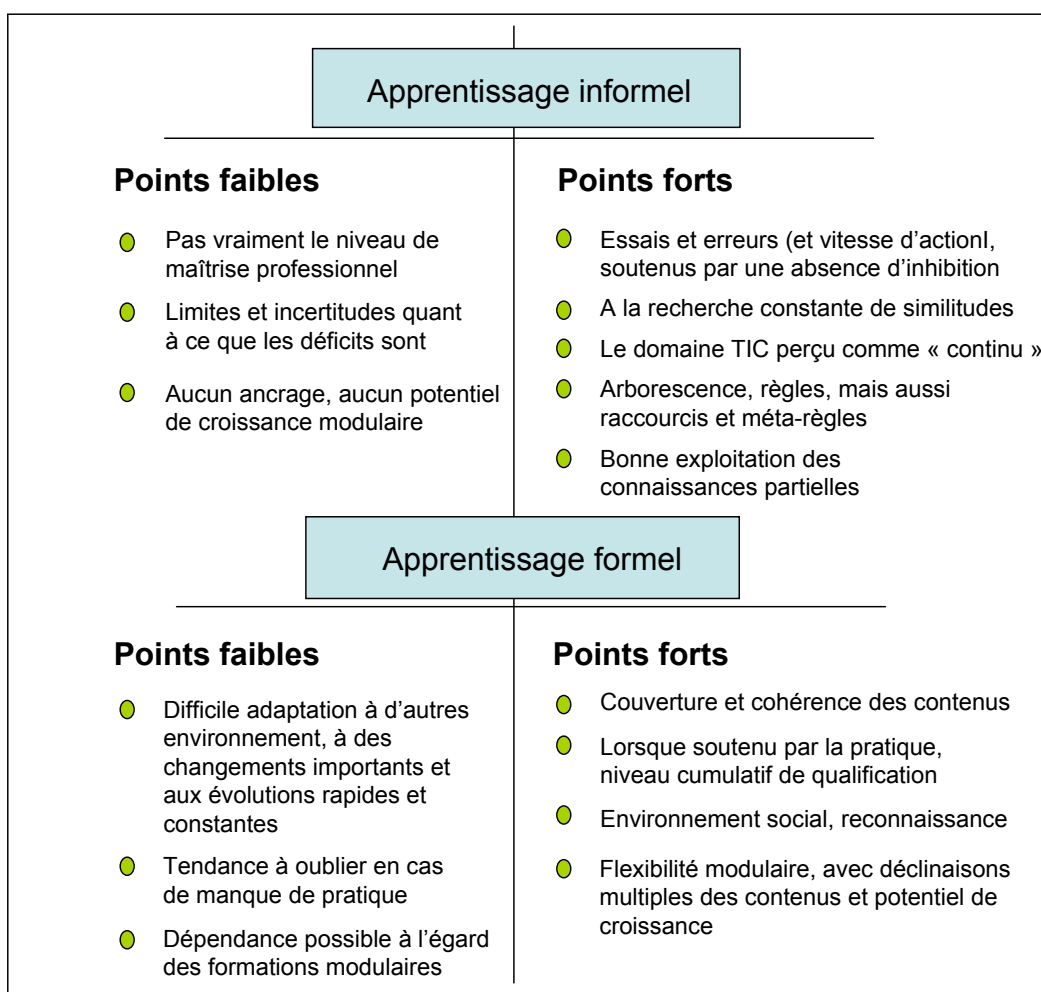 Apprentissage informel
Points faibles
Pas vraiment le niveau de
maîtrise professionnel
Limites et incertitudes quant
à ce que les déficits sont
Aucun ancrage, aucun potentiel
de croissance modulaire
Points forts
Essais et erreurs (et vitesse d'actionI,
soutenus par une absence d'inhibition
A la recherche constante de similitudes
Le domaine TIC perçu comme « continu »
Arborescence, règles, mais aussi
raccourcis et méta-règles
Bonne exploitation des
connaissances partielles
Apprentissage formel
Points faibles
Difficile adaptation à d'autres
environnement, à des
changements importants et
aux évolutions rapides et
constantes
Tendance à oublier en cas
de manque de pratique
Dépendance possible à l'égard
des formations modulaires
Points forts
Couverture et cohérence des contenus
Lorsque soutenu par la pratique,
niveau cumulatif de qualification
Environnement social, reconnaissance
Flexibilité modulaire, avec déclinaisons
multiples des contenus et potentiel de
croissance